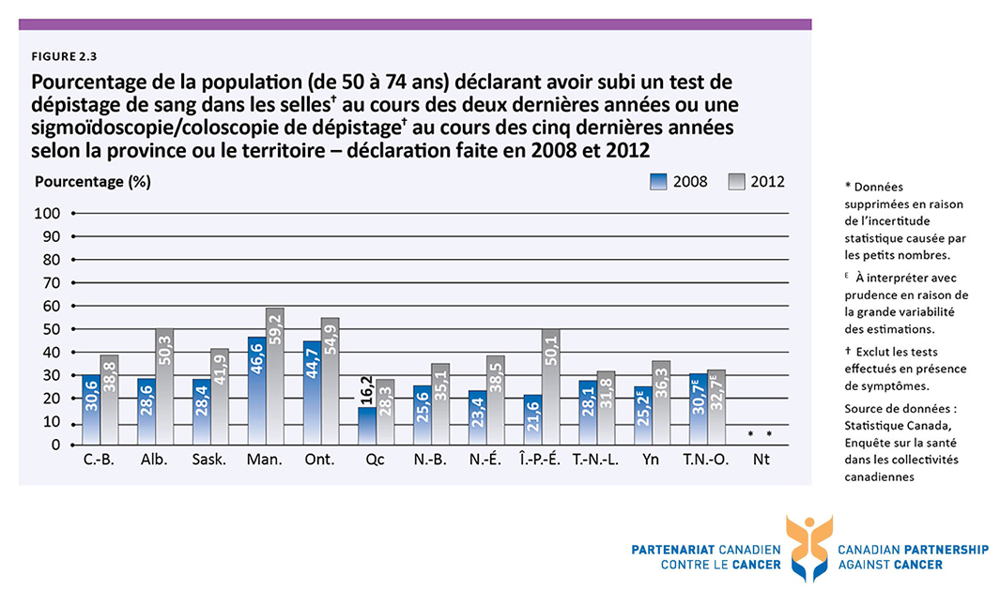 FIGURE 2.3
Pourcentage de la population (de 50 à 74 ans) déclarant avoir subi un test de
dépistage de sang dans les selles† au cours des deux dernières années ou une
sigmoïdoscopie/coloscopie de dépistage† au cours des cinq dernières années
selon la province ou le territoire – déclaration faite en 2008 et 2012
Pourcentage (%)
2008 2012
100
90
80
70
60
50
40
30
20
10
0
30,6 38,8 28,6 50,3 28,4 41,9 46,6 59,2 44,7 54,9 16,2 28,3 25,6 35,1 23,4 38,5 21,6 50,1 28,1 31,8 25,2E 36,3 30,7E 32,7E * *
C.-B. Alb. Sask. Man. Ont. Qc N.-B. N.-É. Î.-P.-É. T.-N.-L. Yn T.N.-O. Nt
* Données
supprimées en raison
de l’incertitude
statistique causée par
les petits nombres.
E À interpréter avec
prudence en raison de
la grande variabilité
des estimations.
† Exclut les tests
effectués en présence
de symptômes.
Source de données :
Statistique Canada,
Enquête sur la santé
dans les collectivités
canadiennes
PARTENARIAT CANADIEN
CONTRE LE CANCER
CANADIAN PARTNERSHIP
AGAINST CANCER